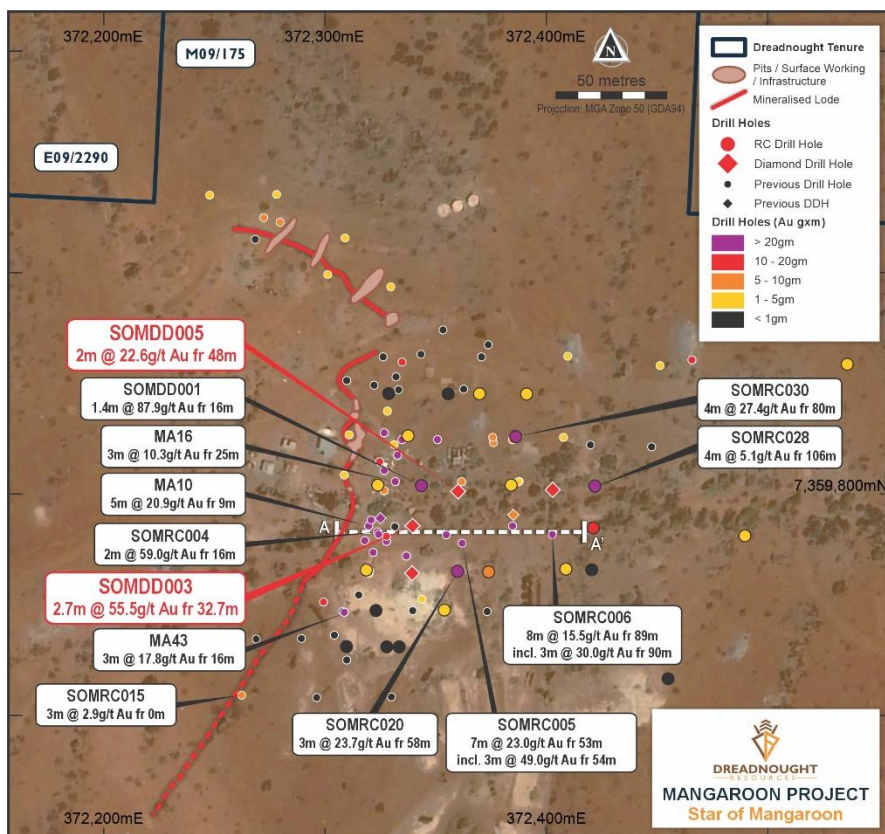 372,200mE
372,300mE
372,400mE
M09/175
E09/2290
N
50 metres
Projection: MGA Zone 50 (GDA94)
Dreadnought Tenure
Pits / Surface Working
/ Infrastructure
Mineralised Lode
Drill Holes
RC Drill Hole
Diamond Drill Hole
Previous Drill Hole
Previous DDH
Drill Holes (Au gxm)
> 20gm
10 - 20gm
5 - 10gm
1 - 5gm
< 1gm
SOMDD005
2m @ 22.6g/t Au fr 48m
SOMDD001
1.4m @ 87.9g/t Au fr 16m
MA16
3m @ 10.3g/t Au fr 25m
MA10
5m @ 20.9g/t Au fr 9m
SOMRC004
2m @ 59.0g/t Au fr 16m
SOMDD003
2.7m @ 55.5g/t Au fr 32.7m
MA43
3m @ 17.8g/t Au fr 16m
SOMRC015
3m @ 2.9g/t Au fr 0m
SOMRC030
4m @ 27.4g/t Au fr 80m
SOMRC028
4m @ 5.1g/t Au fr 106m
7,359,800mN
A
A'
SOMRC006
8m @ 15.5g/t Au fr 89m
incl. 3m @ 30.0g/t Au fr 90m
SOMRC020
3m @ 23.7g/t Au fr 58m
SOMRC005
7m @ 23.0g/t Au fr 53m
incl. 3m @ 49.0g/t Au fr 54m
DREADNOUGHT
RESOURCES
MANGAROON PROJECT
Star of Mangaroon
372,200mE
372,400mE